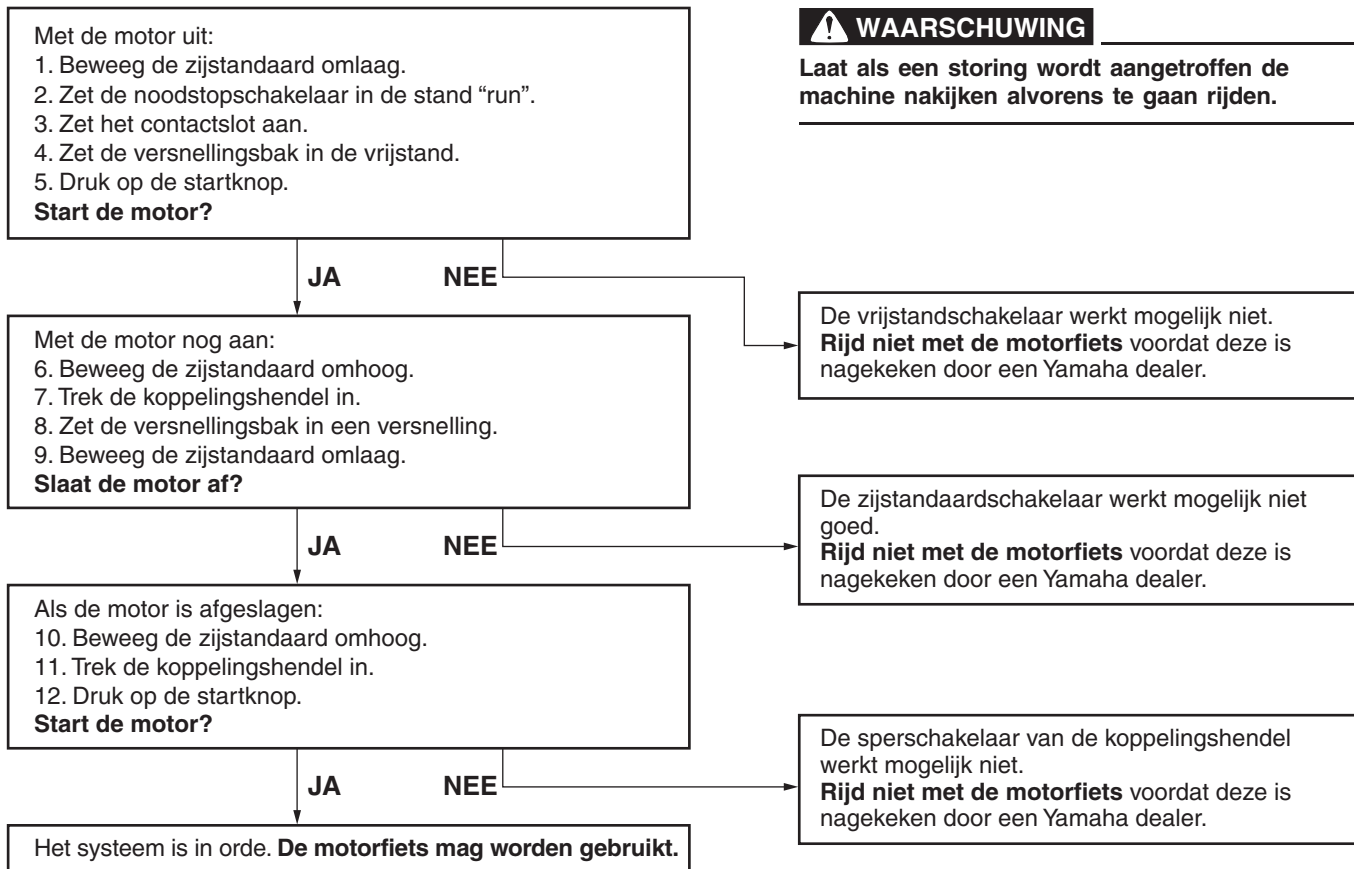 Met de motor uit:
1. Beweeg de zijstandaard omlaag.
2. Zet de noodstopschakelaar in de stand “run”.
3. Zet het contactslot aan.
4. Zet de versnellingsbak in de vrijstand.
5. Druk op de startknop.
Start de motor?
WAARSCHUWING
Laat als een storing wordt aangetroffen de
machine nakijken alvorens te gaan rijden.
JA NEE
De vrijstandschakelaar werkt mogelijk niet.
Rijd niet met de motorfiets voordat deze is
nagekeken door een Yamaha dealer.
Met de motor nog aan:
6. Beweeg de zijstandaard omhoog.
7. Trek de koppelingshendel in.
8. Zet de versnellingsbak in een versnelling.
9. Beweeg de zijstandaard omlaag.
Slaat de motor af?
JA NEE
De zijstandaardschakelaar werkt mogelijk niet
goed.
Rijd niet met de motorfiets voordat deze is
nagekeken door een Yamaha dealer.
Als de motor is afgeslagen:
10. Beweeg de zijstandaard omhoog.
11. Trek de koppelingshendel in.
12. Druk op de startknop.
Start de motor?
JA NEE
De sperschakelaar van de koppelingshendel
werkt mogelijk niet.
Rijd niet met de motorfiets voordat deze is
nagekeken door een Yamaha dealer.
Het systeem is in orde. De motorfiets mag worden gebruikt.